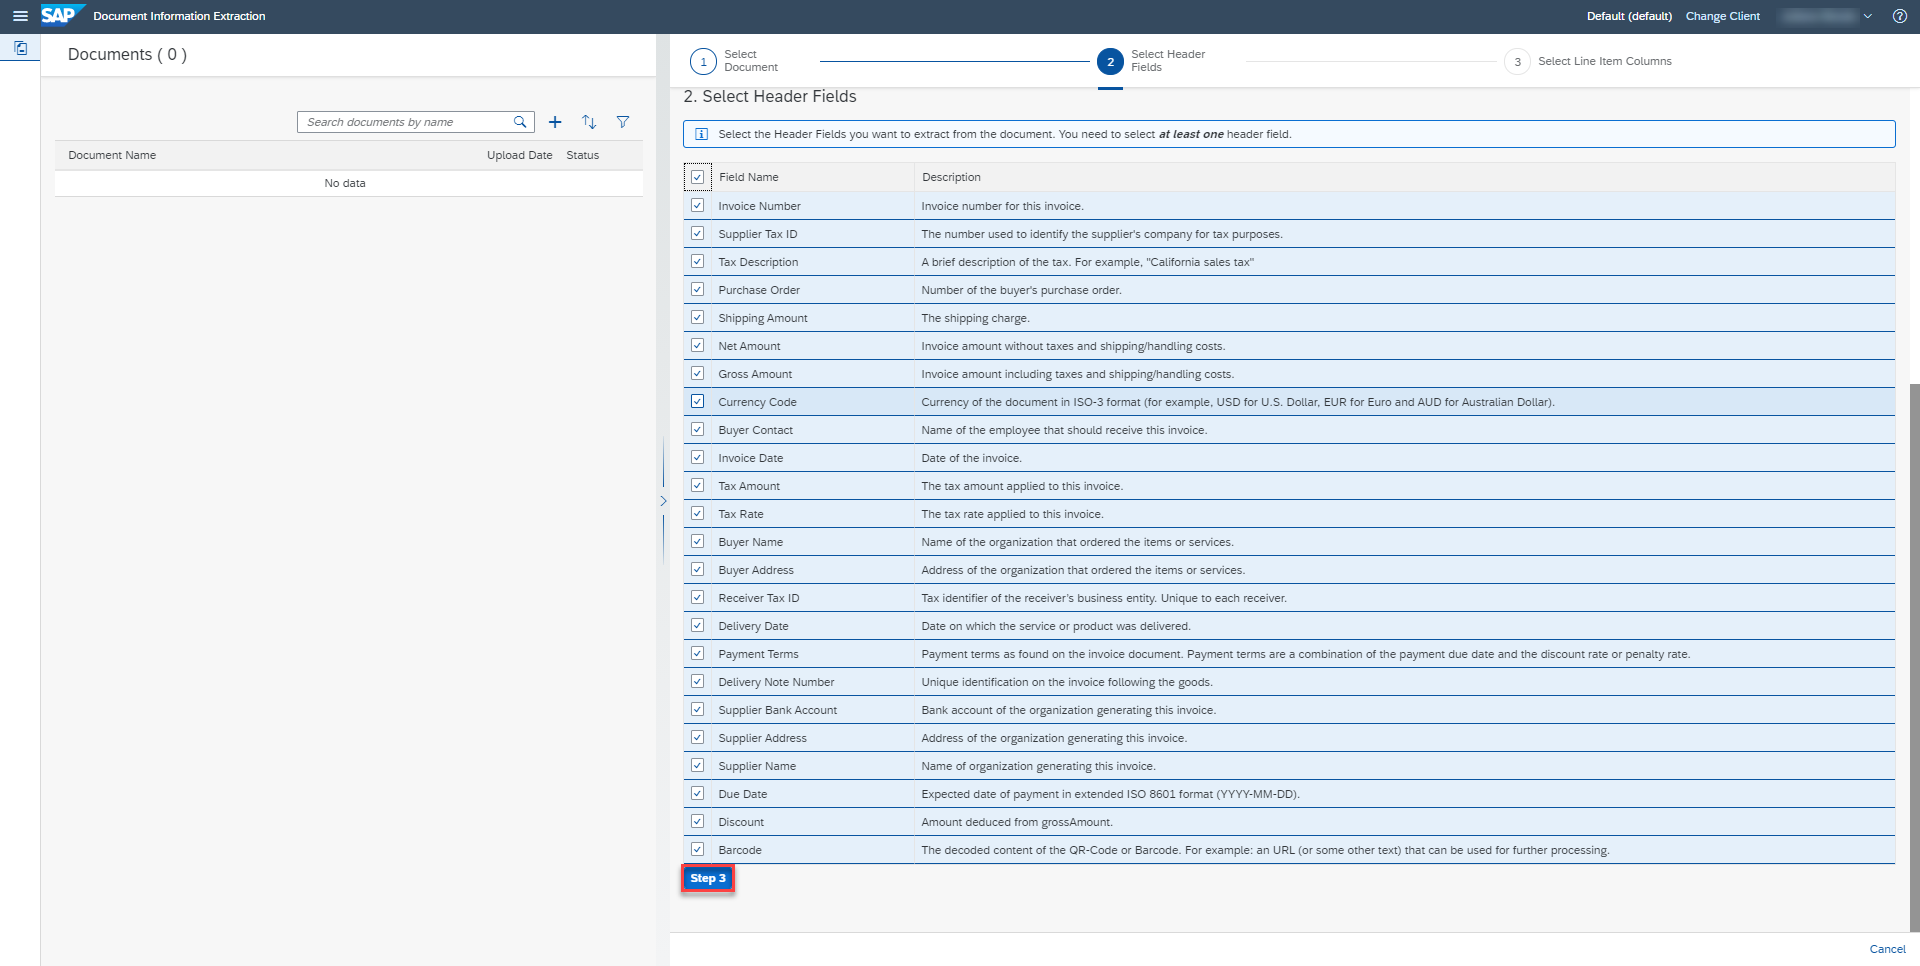 SAP Document Information Extraction
Default (default) Change Client
Documents ( 0 )
Search documents by name
Document Name Upload Date Status
No data
1 Select Document
2 Select Header Fields
3 Select Line Item Columns
2. Select Header Fields
Select the Header Fields you want to extract from the document. You need to select at least one header field.
Field Name Description
Invoice Number Invoice number for this invoice.
Supplier Tax ID The number used to identify the supplier's company for tax purposes.
Tax Description A brief description of the tax. For example, "California sales tax"
Purchase Order Number of the buyer's purchase order.
Shipping Amount The shipping charge.
Net Amount Invoice amount without taxes and shipping/handling costs.
Gross Amount Invoice amount including taxes and shipping/handling costs.
Currency Code Currency of the document in ISO-3 format (for example, USD for U.S. Dollar, EUR for Euro and AUD for Australian Dollar).
Buyer Contact Name of the employee that should receive this invoice.
Invoice Date Date of the invoice.
Tax Amount The tax amount applied to this invoice.
Tax Rate The tax rate applied to this invoice.
Buyer Name Name of the organization that ordered the items or services.
Buyer Address Address of the organization that ordered the items or services.
Receiver Tax ID Tax identifier of the receiver's business entity. Unique to each receiver.
Delivery Date Date on which the service or product was delivered.
Payment Terms Payment terms as found on the invoice document. Payment terms are a combination of the payment due date and the discount rate or penalty rate.
Delivery Note Number Unique identification on the invoice following the goods.
Supplier Bank Account Bank account of the organization generating this invoice.
Supplier Address Address of the organization generating this invoice.
Supplier Name Name of organization generating this invoice.
Due Date Expected date of payment in extended ISO 8601 format (YYYY-MM-DD).
Discount Amount deducted from grossAmount.
Barcode The decoded content of the QR-Code or Barcode. For example: an URL (or some other text) that can be used for further processing.
Step 3
Cancel